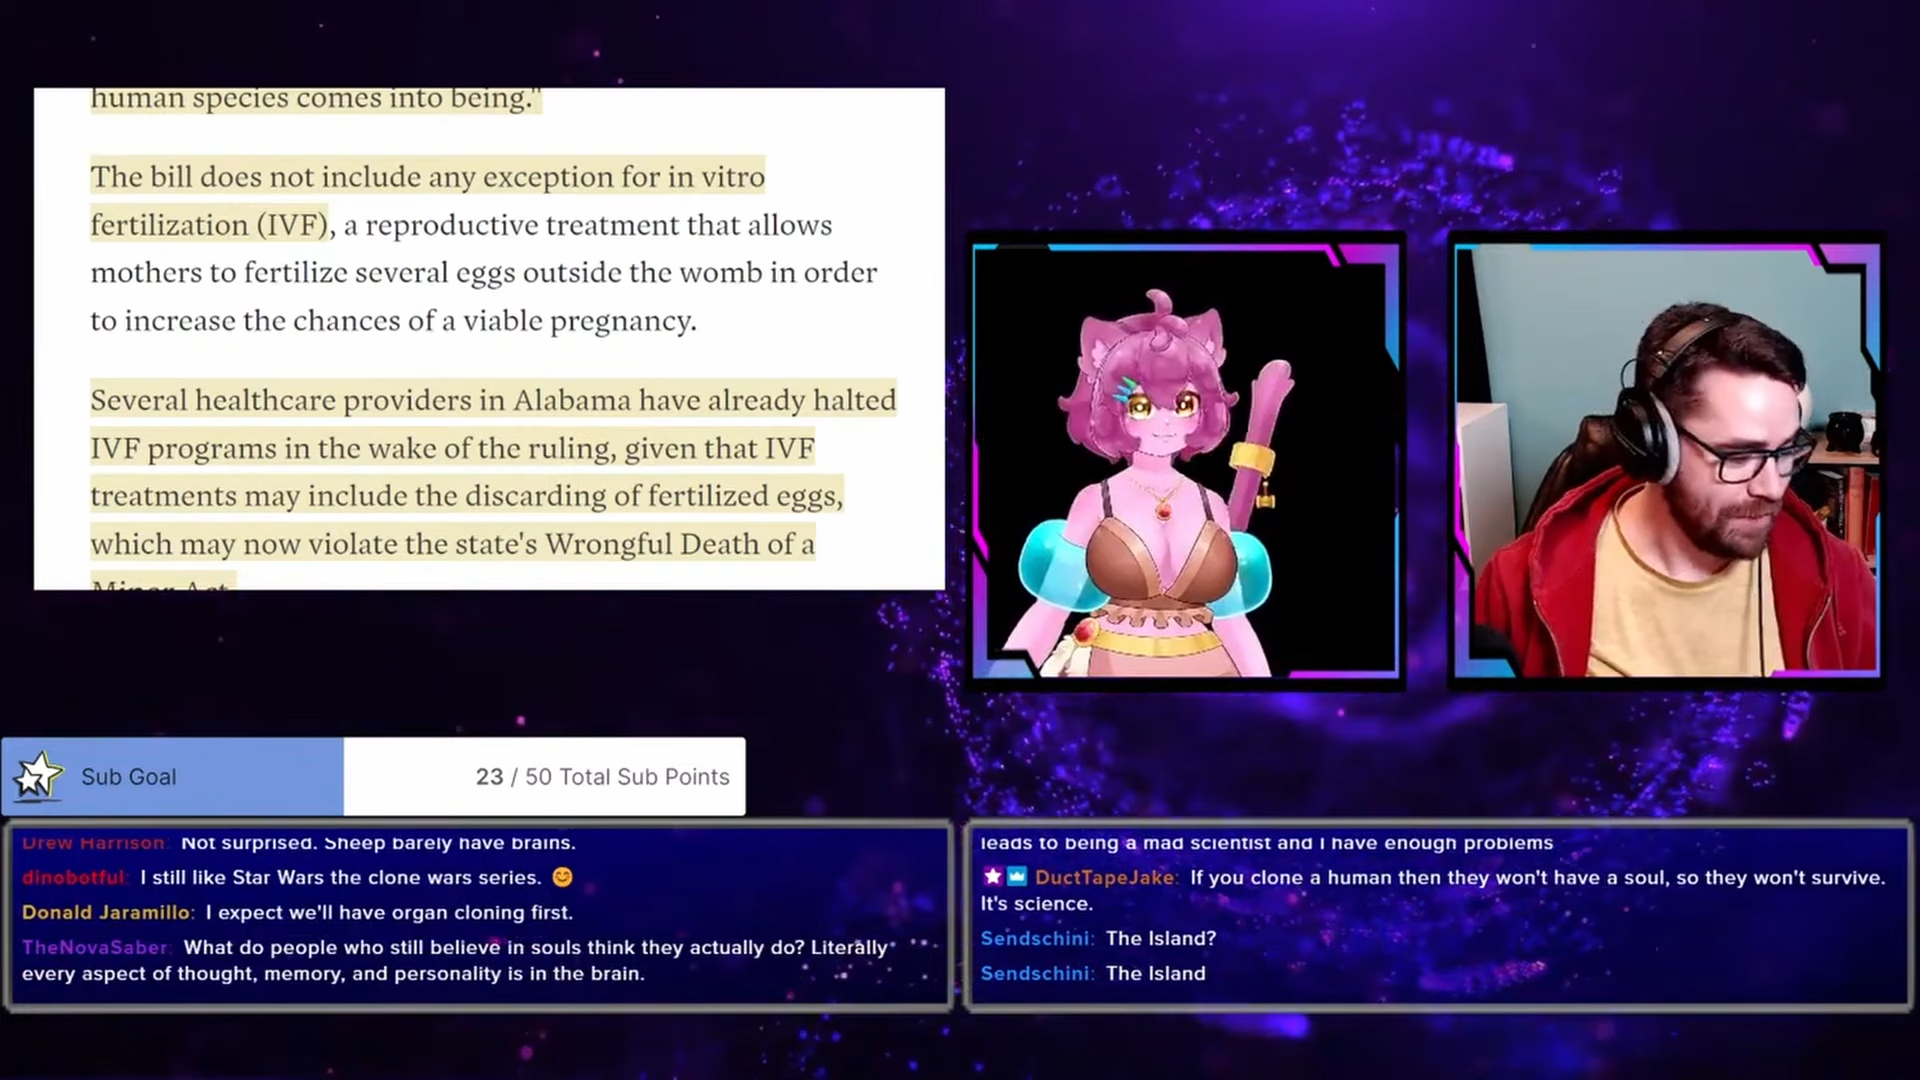 human species comes into being."
The bill does not include any exception for in vitro
fertilization (IVF), a reproductive treatment that allows
mothers to fertilize several eggs outside the womb in order
to increase the chances of a viable pregnancy.
Several healthcare providers in Alabama have already halted
IVF programs in the wake of the ruling, given that IVF
treatments may include the discarding of fertilized eggs,
which may now violate the state's Wrongful Death of a
Minor Act.
Sub Goal
23 / 50 Total Sub Points
Drew Harrison: Not surprised. Sheep barely have brains.
dinobotful: I still like Star Wars the clone wars series. 😊
Donald Jaramillo: I expect we'll have organ cloning first.
TheNovaSaber: What do people who still believe in souls think they actually do? Literally
every aspect of thought, memory, and personality is in the brain.
leads to being a mad scientist and I have enough problems
DuctTapeJake: If you clone a human then they won't have a soul, so they won't survive.
It's science.
Sendschini: The Island?
Sendschini: The Island